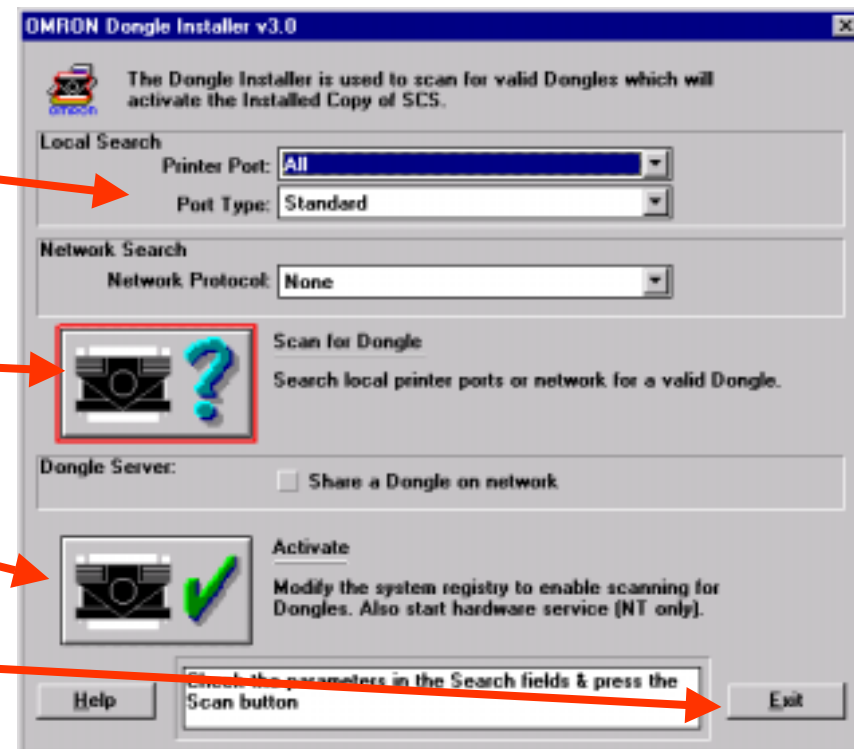 OMRON Dongle Installer v3.0
The Dongle Installer is used to scan for valid Dongles which will
activate the Installed Copy of SCS.
omron
Local Search
Printer Port: All
Port Type: Standard
Network Search
Network Protocol: None
Scan for Dongle
Search local printer ports or network for a valid Dongle.
Dongle Server:
Share a Dongle on network
Activate
Modify the system registry to enable scanning for
Dongles. Also start hardware service (NT only).
Check the parameters in the Search fields & press the
Scan button
Help
Exit